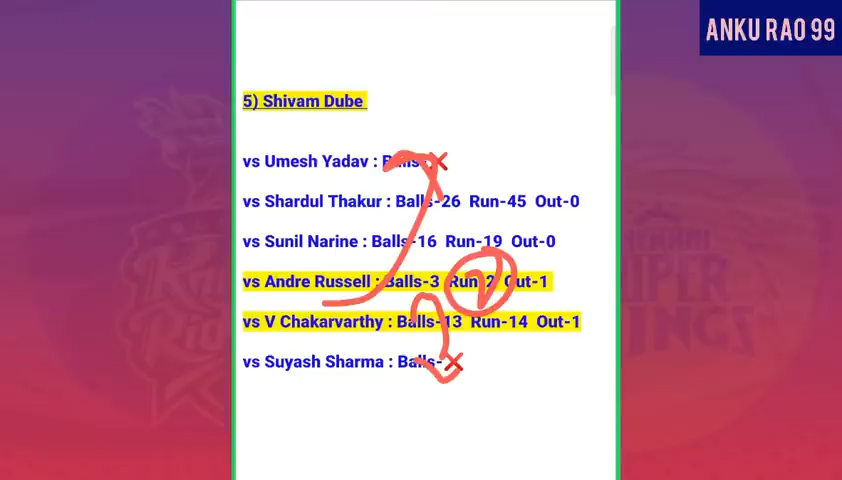 ANKU RAO 99
5) Shivam Dube
vs Umesh Yadav : Balls- ❌
vs Shardul Thakur : Balls-26 Run-45 Out-0
vs Sunil Narine : Balls-16 Run-19 Out-0
vs Andre Russell : Balls-3 Run-2 Out-1
vs V Chakarvarthy : Balls-13 Run-14 Out-1
vs Suyash Sharma : Balls- ❌